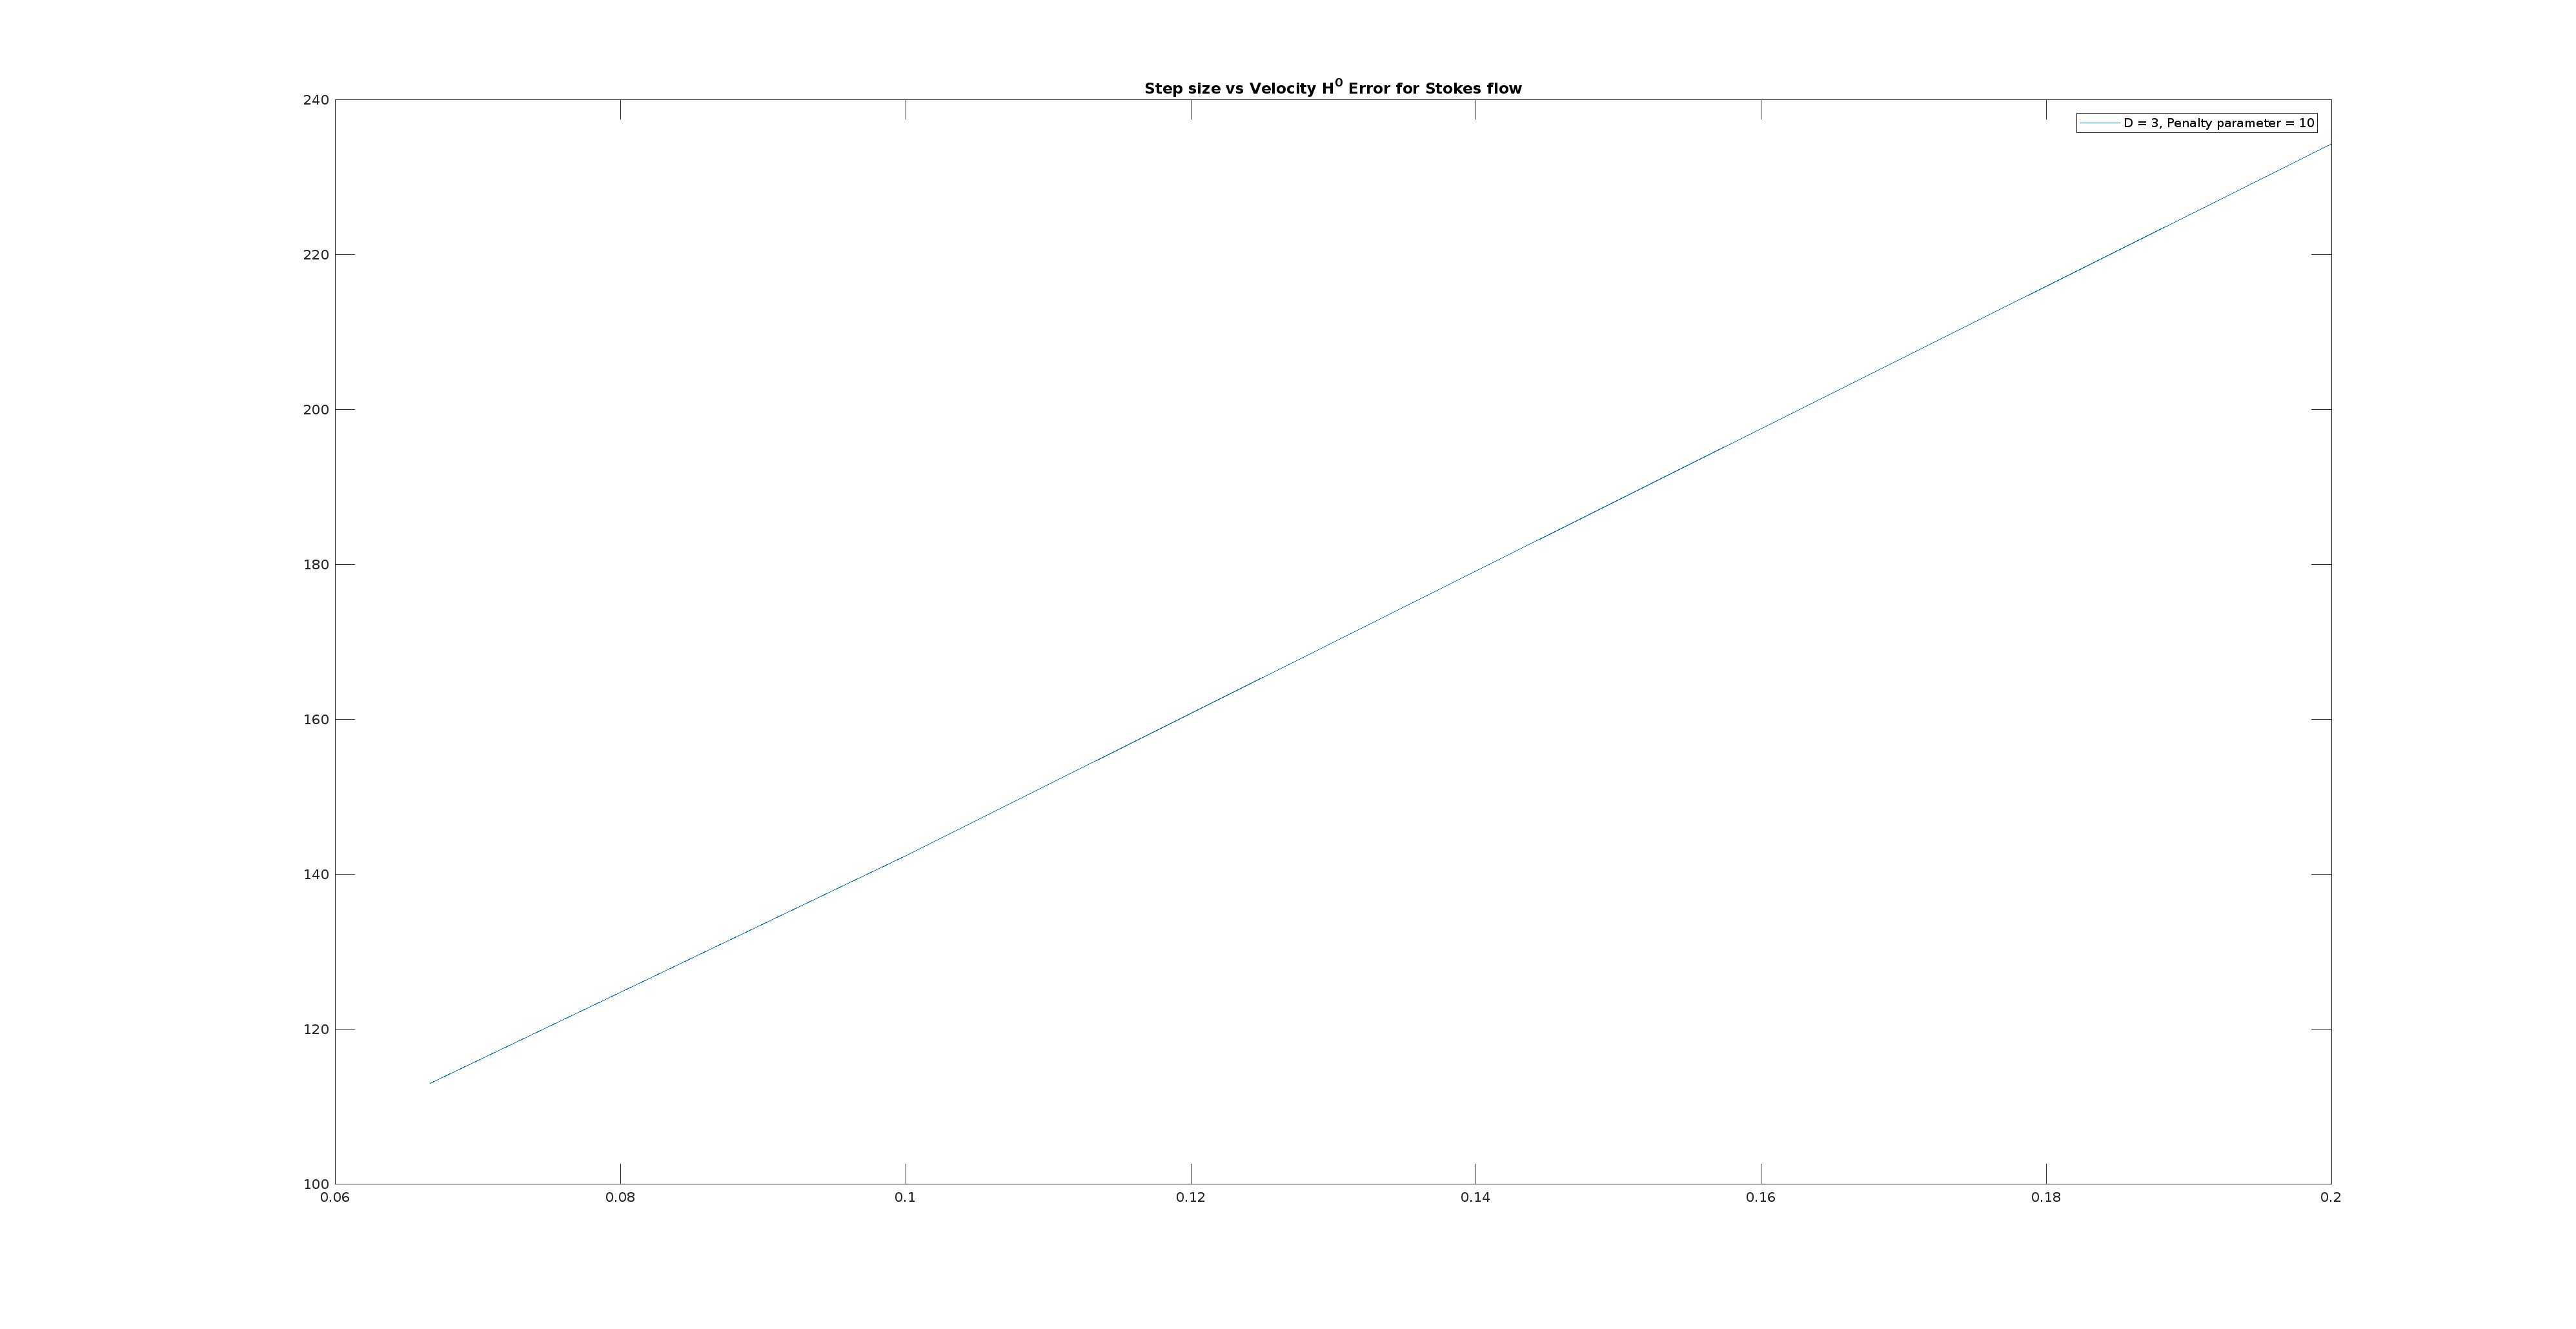 Step size vs Velocity H⁰ Error for Stokes flow
D = 3, Penalty parameter = 10
240
220
200
180
160
140
120
100
0.06 0.08 0.1 0.12 0.14 0.16 0.18 0.2